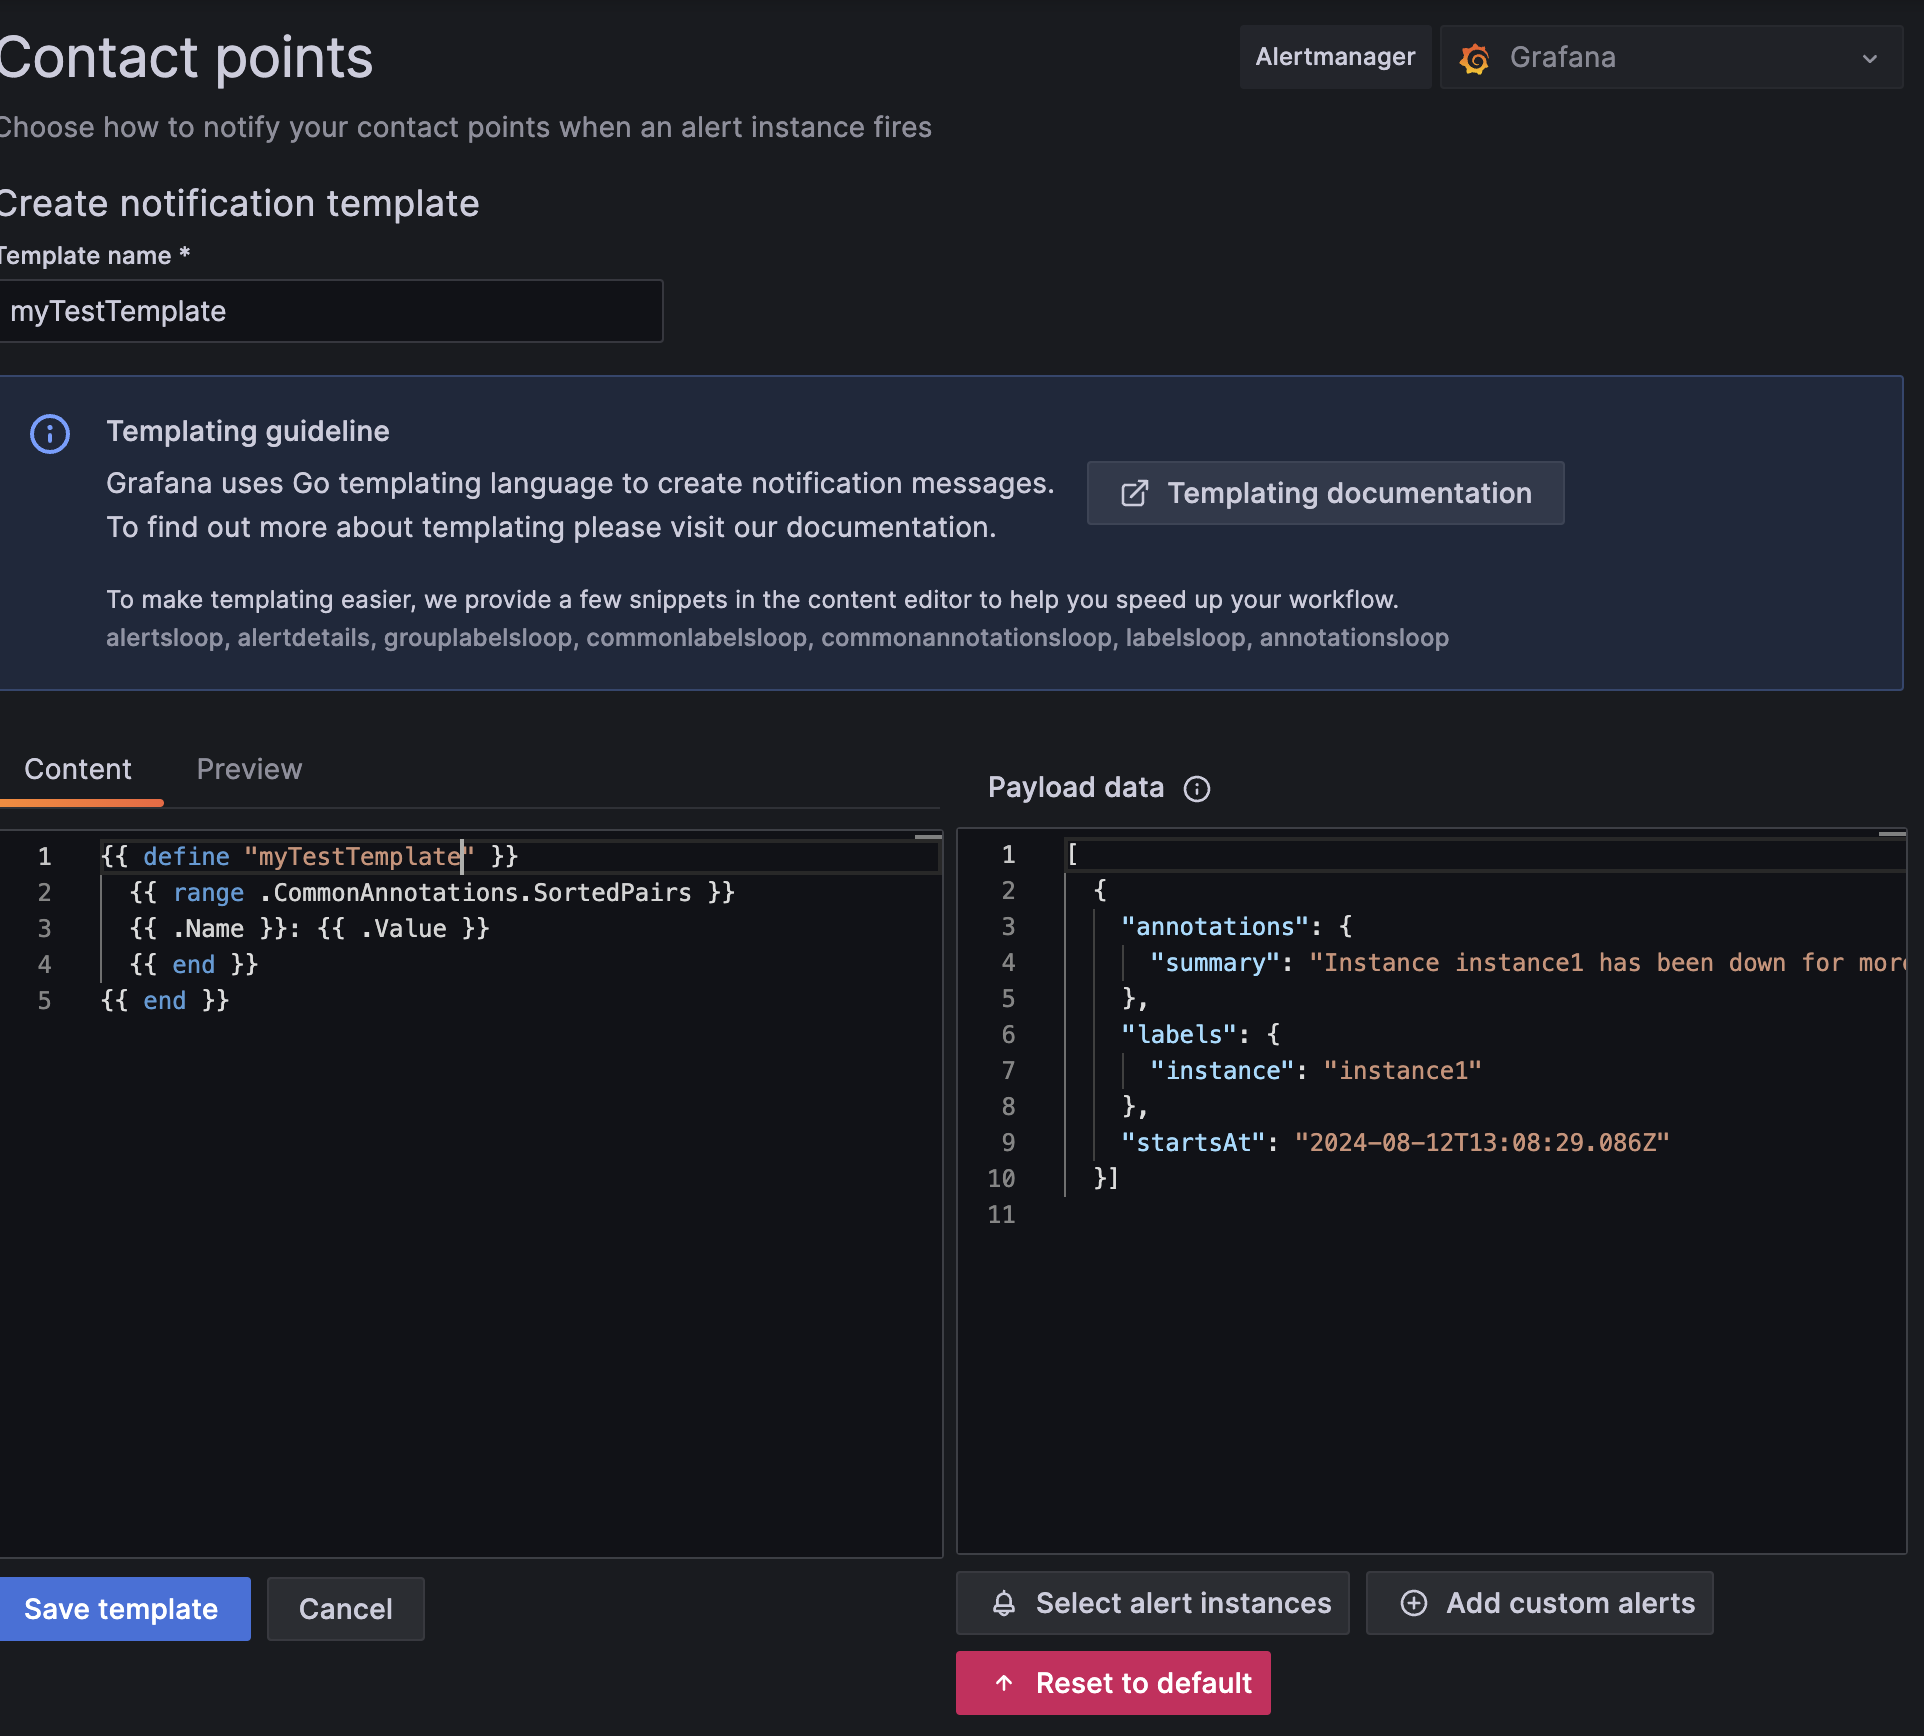 Contact points
Alertmanager
Grafana
Choose how to notify your contact points when an alert instance fires
Create notification template
Template name *
myTestTemplate
Templating guideline
Grafana uses Go templating language to create notification messages.
To find out more about templating please visit our documentation.
Templating documentation
To make templating easier, we provide a few snippets in the content editor to help you speed up your workflow.
alertsloop, alertdetails, grouplabelsloop, commonlabelsloop, commonannotationsloop, labelsloop, annotationsloop
Content Preview
1 {{ define "myTestTemplate" }}
2 {{ range .CommonAnnotations.SortedPairs }}
3 {{ .Name }}: {{ .Value }}
4 {{ end }}
5 {{ end }}
Payload data
1 [
2 {
3 "annotations": {
4 "summary": "Instance instance1 has been down for more
5 },
6 "labels": {
7 "instance": "instance1"
8 },
9 "startsAt": "2024-08-12T13:08:29.086Z"
10 }]
11
Save template
Cancel
Select alert instances
Add custom alerts
Reset to default